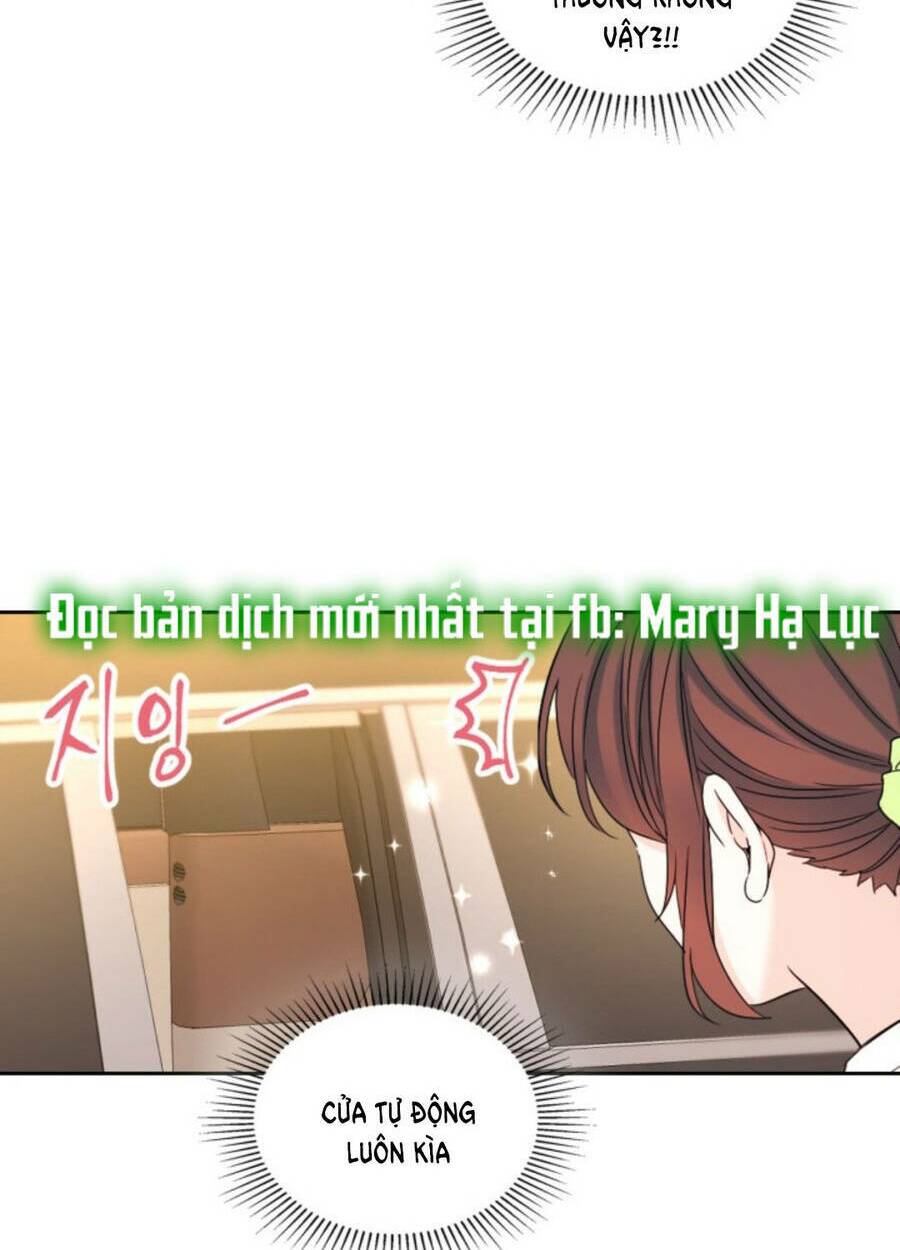 VẬY?!!
Đọc bản dịch mới nhất tại fb: Mary Hạ Lục
지잉—
CỬA TỰ ĐỘNG
LUÔN KÌA